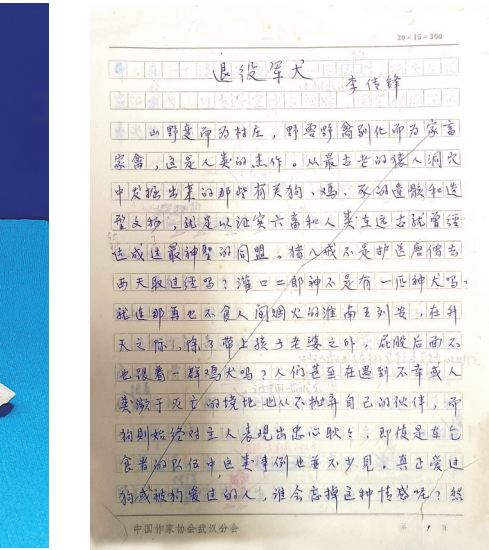 20×15=300
退役军犬
李传锋
山野变而为村庄，野兽野禽驯化而为家畜
家禽，这是人类的杰作。从最古老的猿人洞穴
中发掘出来的那些有关狗、鸡、豕的遗骸和造
型文物，就足以证实六畜和人类在远古就曾经
达成过最神圣的同盟。猪八戒不是护送唐僧去
西天取过经吗？灌口二郎神不是有一匹神犬吗？
就连那再也不食人间烟火的淮南王刘安，在升
天之际，除了带上孩子老婆之外，屁股后面不
也跟着一群鸡犬吗？人们甚至在遇到不幸或人
类濒于灭亡的境地也从不抛弃自己的伙伴，而
狗则始终对主人表现出忠心耿々，即使是在乞
食者的队伍中这类事例也并不少见。真正爱过
狗或被狗爱过的人，谁会忘掉这种情感呢？然
中国作家协会武汉分会